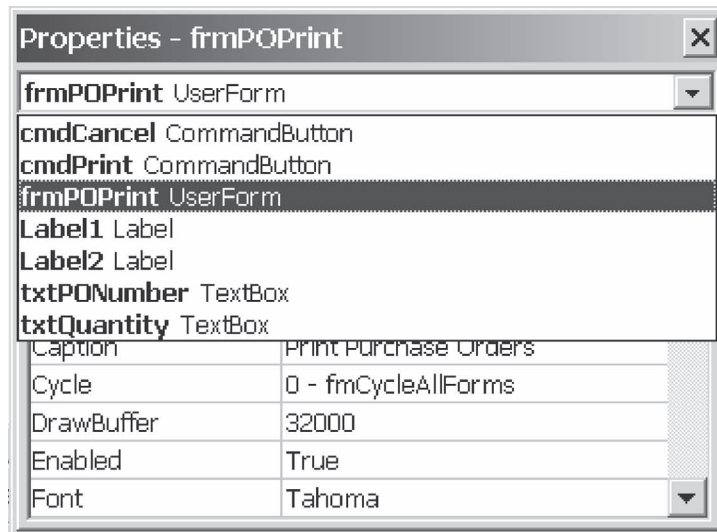 Properties - frmPOPrint
frmPOPrint UserForm
cmdCancel CommandButton
cmdPrint CommandButton
frmPOPrint UserForm
Label1 Label
Label2 Label
txtPONumber TextBox
txtQuantity TextBox
Caption Print Purchase Orders
Cycle 0 - fmCycleAllForms
DrawBuffer 32000
Enabled True
Font Tahoma